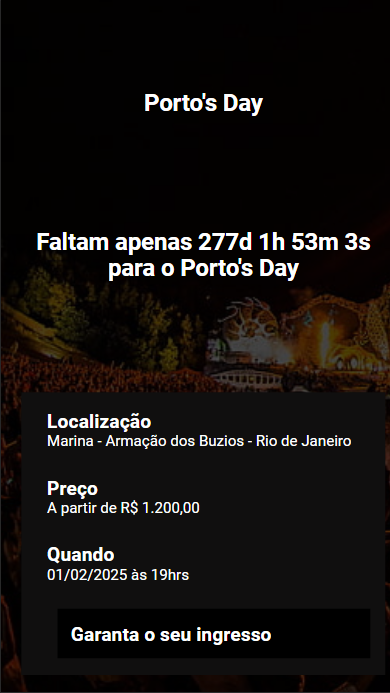 Porto's Day
Faltam apenas 277d 1h 53m 3s
para o Porto's Day
Localização
Marina - Armação dos Buzios - Rio de Janeiro
Preço
A partir de R$ 1.200,00
Quando
01/02/2025 às 19hrs
Garanta o seu ingresso